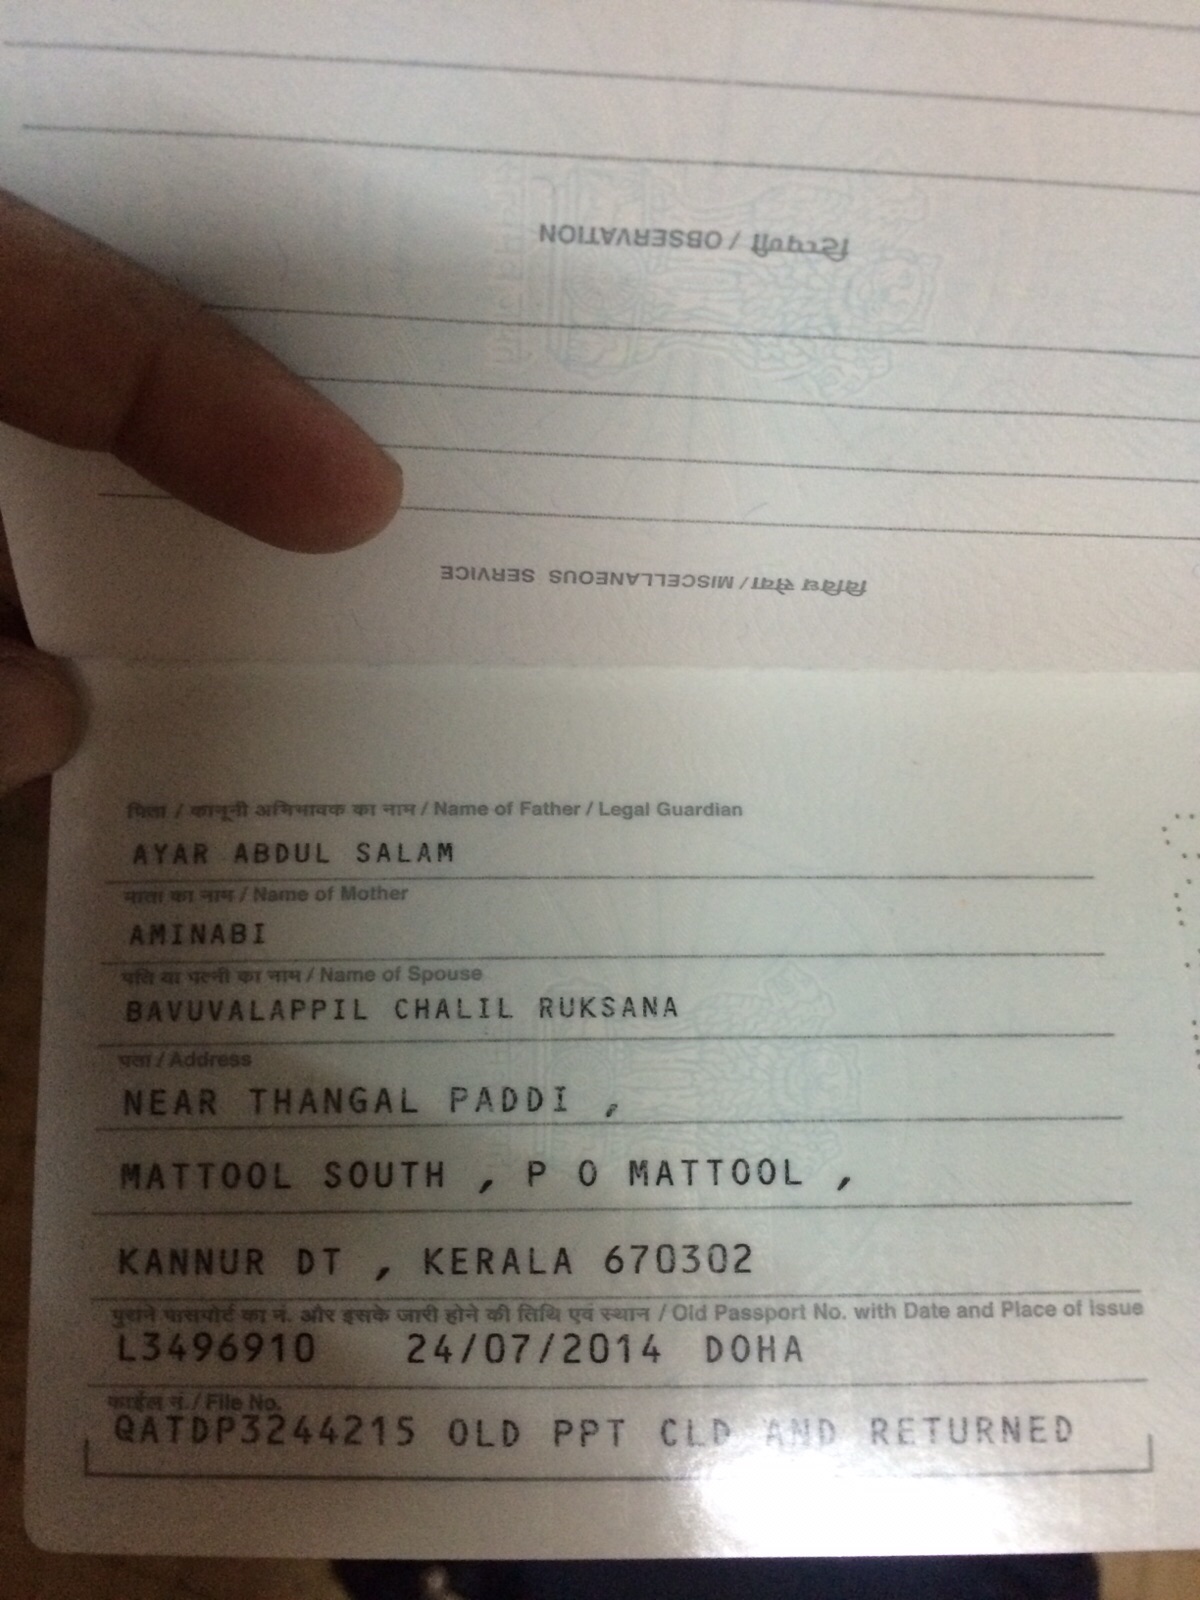 टिप्पणी / OBSERVATION
विविध सेवा / MISCELLANEOUS SERVICE
पिता / कानूनी अभिभावक का नाम / Name of Father / Legal Guardian
AYAR ABDUL SALAM
माता का नाम / Name of Mother
AMINABI
पति या पत्नी का नाम / Name of Spouse
BAVUVALAPPIL CHALIL RUKSANA
पता / Address
NEAR THANGAL PADDI ,
MATTOOL SOUTH , P O MATTOOL ,
KANNUR DT , KERALA 670302
पुराने पासपोर्ट का नं. और इसके जारी होने की तिथि एवं स्थान / Old Passport No. with Date and Place of Issue
L3496910 24/07/2014 DOHA
फाईल नं. / File No.
QATDP3244215 OLD PPT CLD AND RETURNED